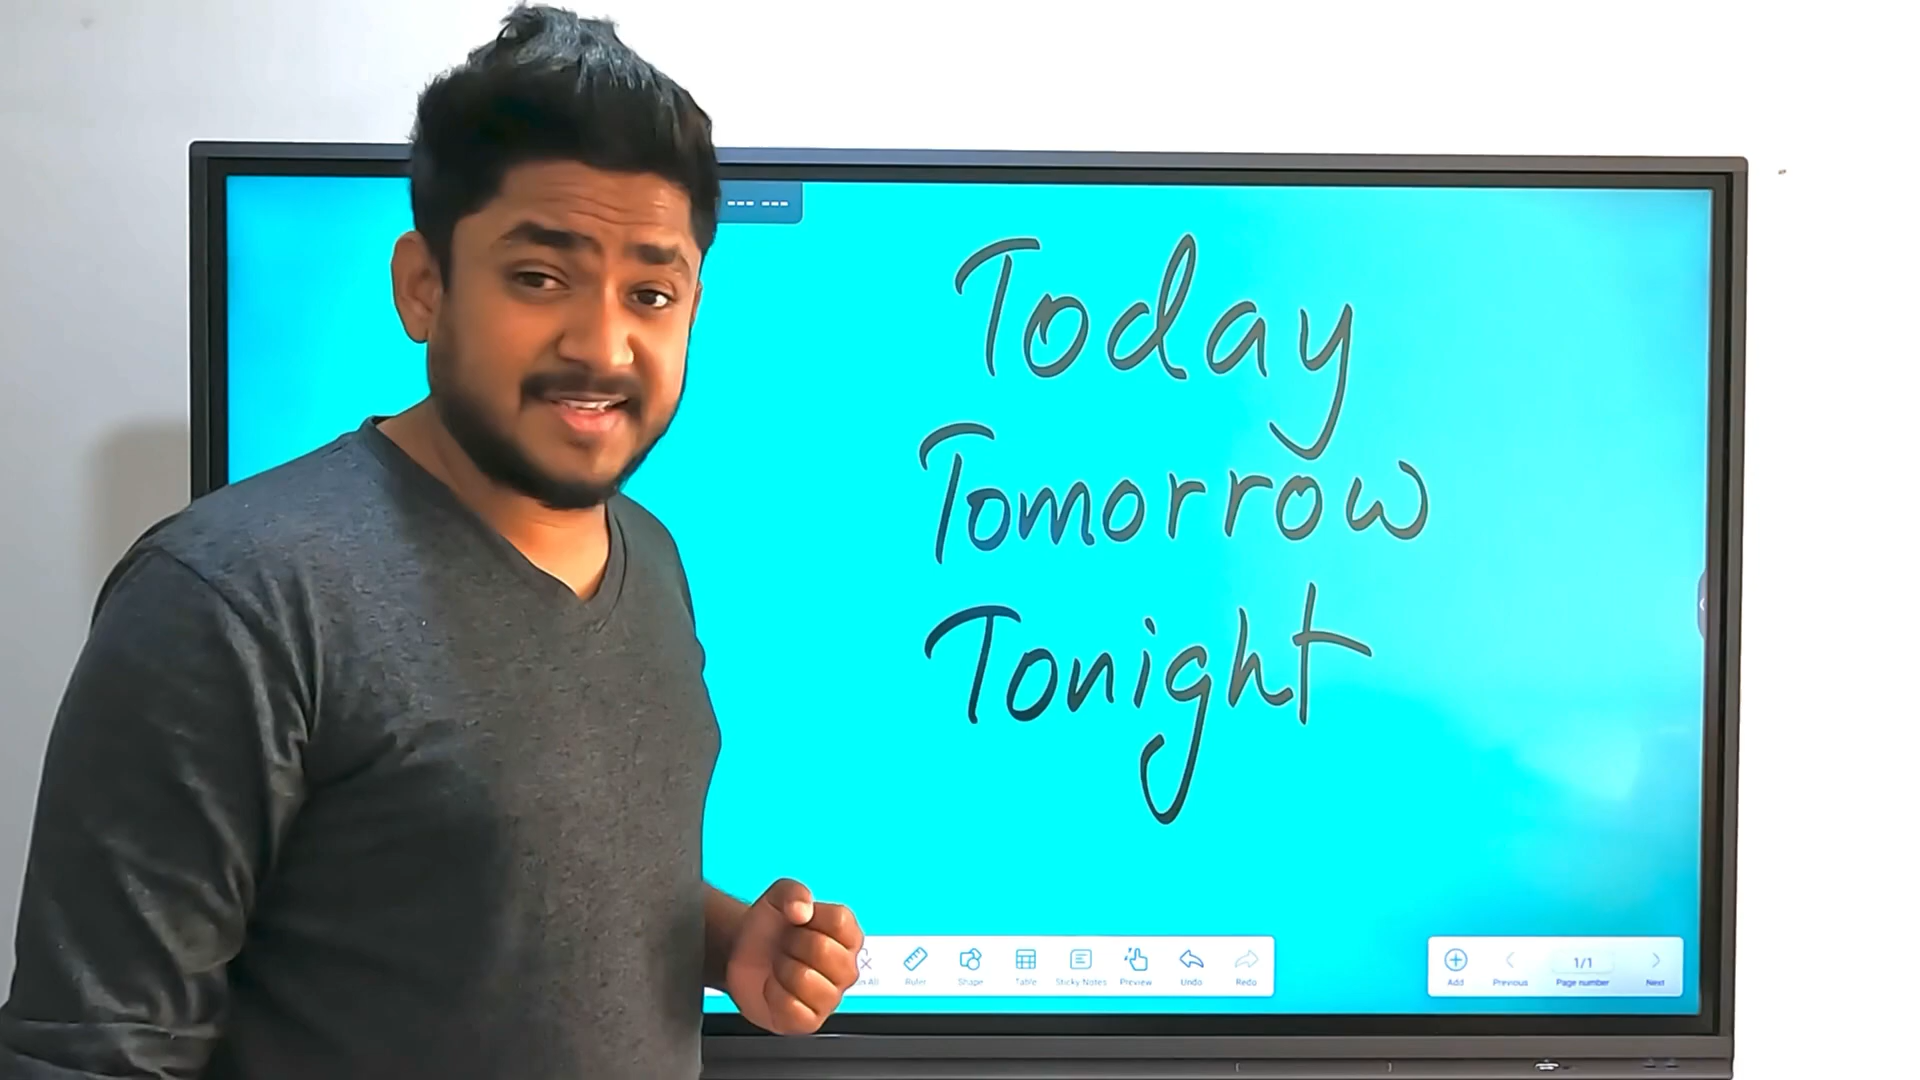 --- ---
Today
Tomorrow
Tonight
Ruler Shape Table Sticky Notes Preview Undo Redo
Add Previous 1/1 Page number Next